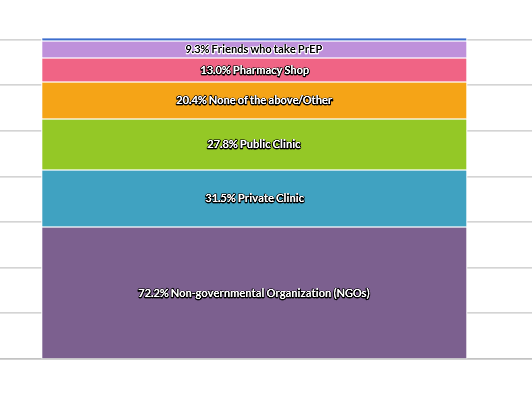 9.3% Friends who take PrEP
13.0% Pharmacy Shop
20.4% None of the above/Other
27.8% Public Clinic
31.5% Private Clinic
72.2% Non-governmental Organization (NGOs)